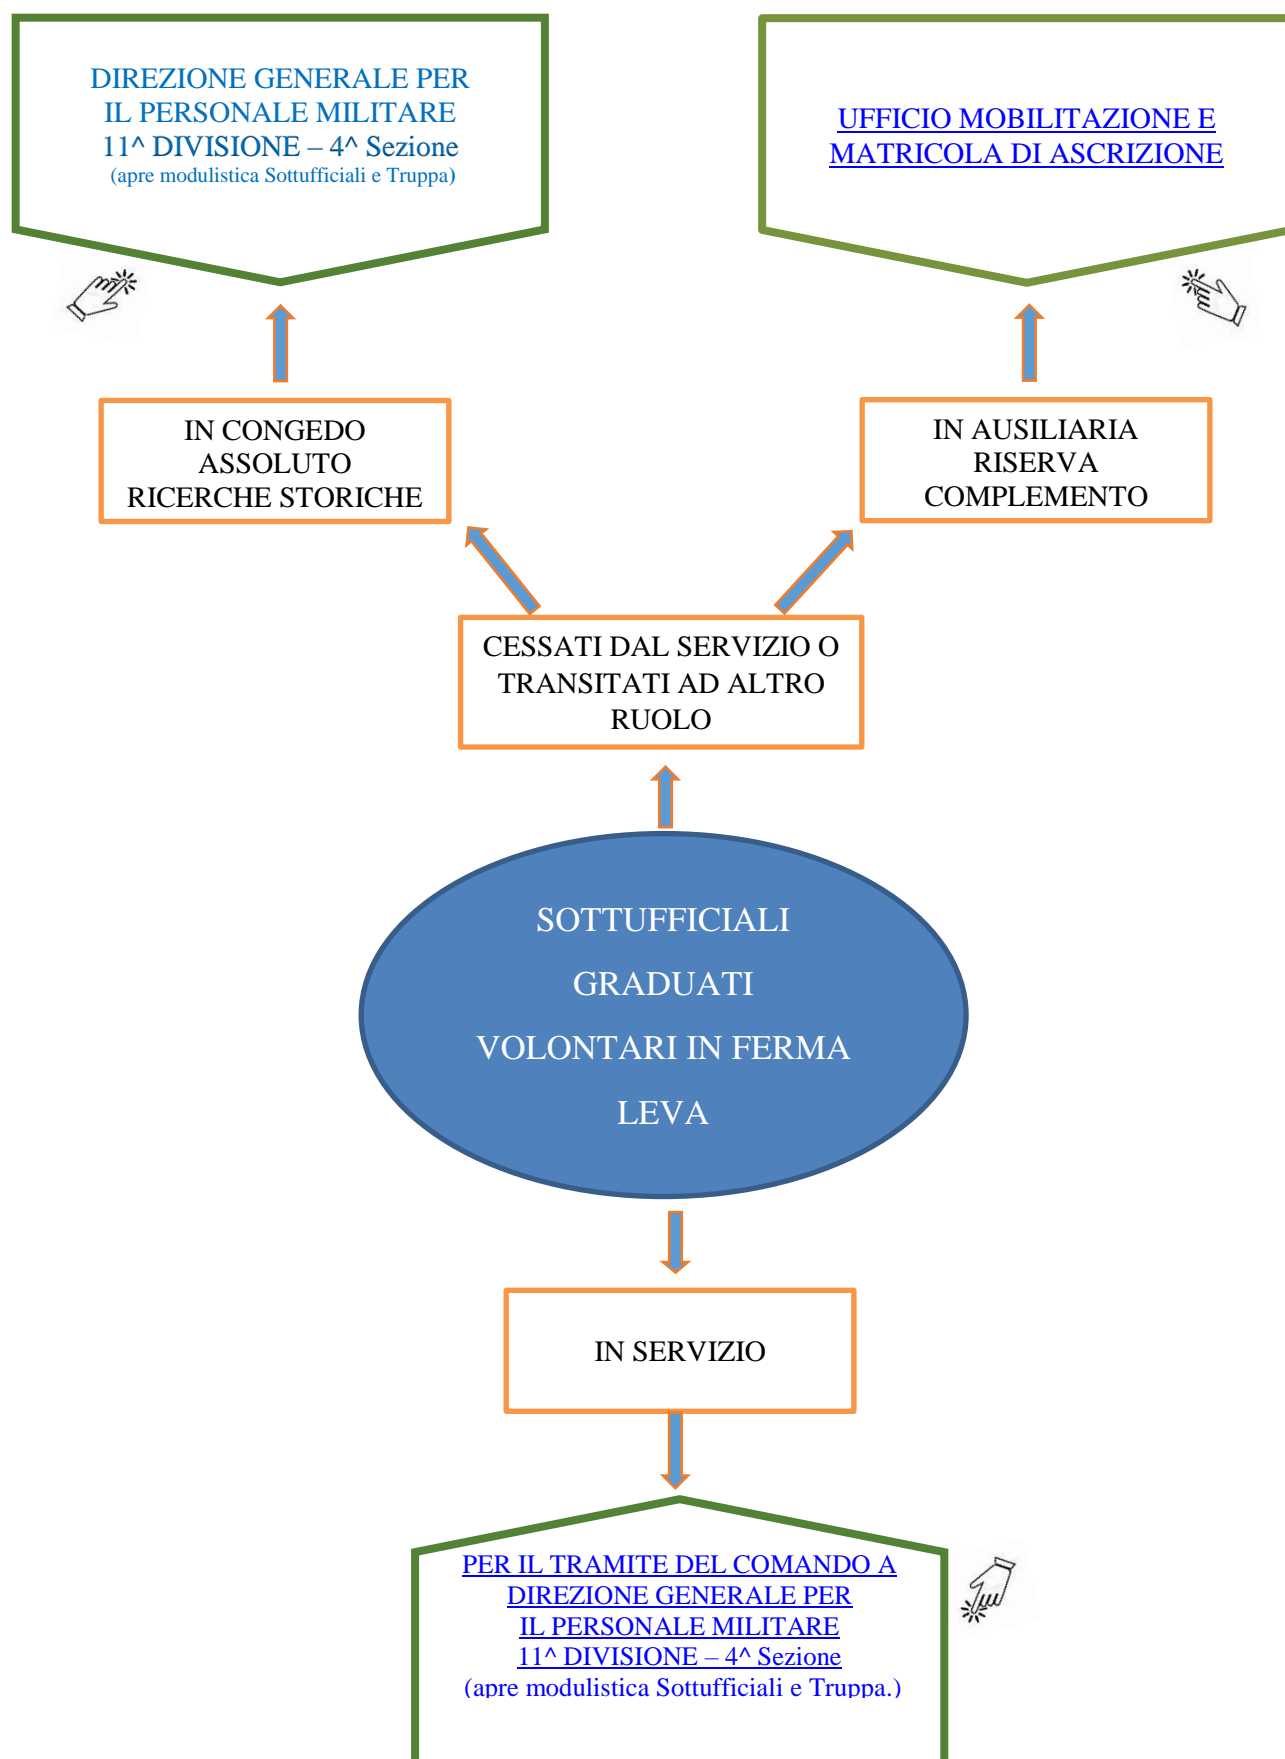 DIREZIONE GENERALE PER
IL PERSONALE MILITARE
11^ DIVISIONE – 4^ Sezione
(apre modulistica Sottufficiali e Truppa)
UFFICIO MOBILITAZIONE E
MATRICOLA DI ASCRIZIONE
IN CONGEDO
ASSOLUTO
RICERCHE STORICHE
IN AUSILIARIA
RISERVA
COMPLEMENTO
CESSATI DAL SERVIZIO O
TRANSITATI AD ALTRO
RUOLO
SOTTUFFICIALI
GRADUATI
VOLONTARI IN FERMA
LEVA
IN SERVIZIO
PER IL TRAMITE DEL COMANDO A
DIREZIONE GENERALE PER
IL PERSONALE MILITARE
11^ DIVISIONE – 4^ Sezione
(apre modulistica Sottufficiali e Truppa.)